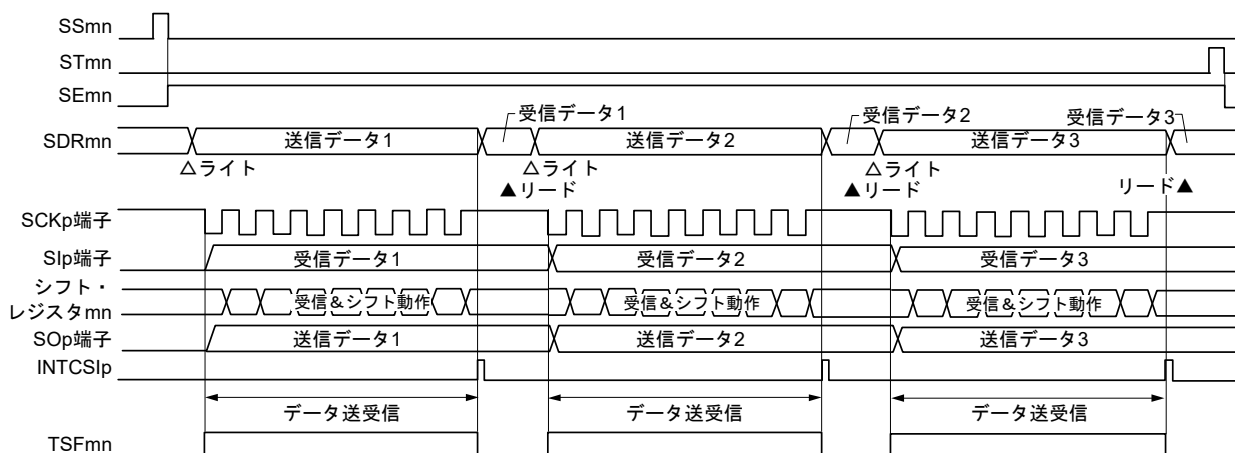 SSmn
STmn
SEmn
受信データ1
受信データ2
受信データ3
SDRmn
送信データ1
送信データ2
送信データ3
△ライト
△ライト
△ライト
▲リード
▲リード
リード▲
SCKp端子
SIp端子
受信データ1
受信データ2
受信データ3
シフト・
レジスタmn
受信&シフト動作
受信&シフト動作
受信&シフト動作
SOp端子
送信データ1
送信データ2
送信データ3
INTCSIp
データ送受信
データ送受信
データ送受信
TSFmn